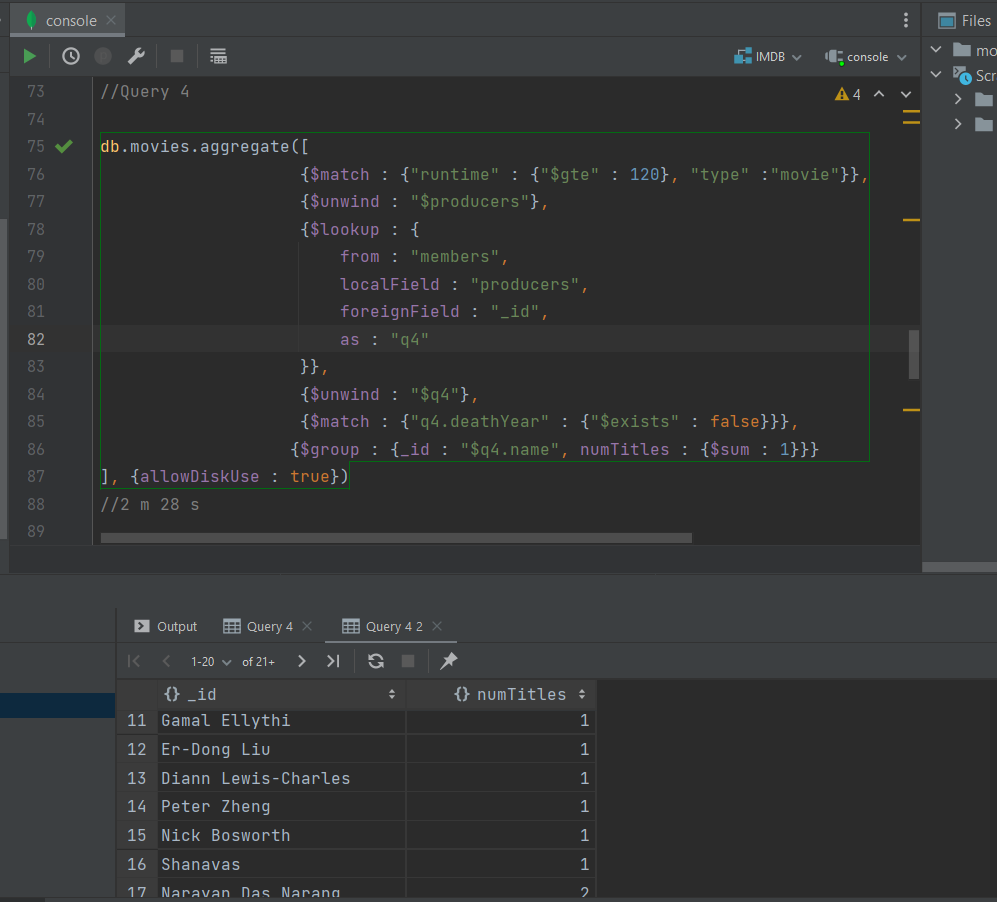 console
Files
IMDB
console
mo
Scr
4
73 //Query 4
74
75 db.movies.aggregate([
76 {$match : {"runtime" : {"$gte" : 120}, "type" :"movie"}},
77 {$unwind : "$producers"},
78 {$lookup : {
79 from : "members",
80 localField : "producers",
81 foreignField : "_id",
82 as : "q4"
83 }},
84 {$unwind : "$q4"},
85 {$match : {"q4.deathYear" : {"$exists" : false}}},
86 {$group : {_id : "$q4.name", numTitles : {$sum : 1}}}
87 ], {allowDiskUse : true})
88 //2 m 28 s
89
Output Query 4 Query 4 2
1-20 of 21+
{} _id {} numTitles
11 Gamal Ellythi 1
12 Er-Dong Liu 1
13 Diann Lewis-Charles 1
14 Peter Zheng 1
15 Nick Bosworth 1
16 Shanavas 1
17 Narayan Das Narang 2